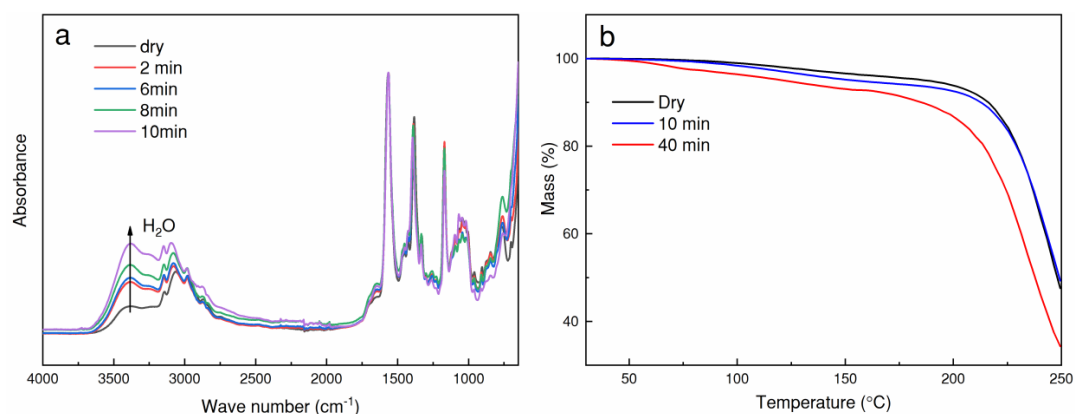 a
dry
2 min
6min
8min
10min
H₂O
Absorbance
4000 3500 3000 2500 2000 1500 1000
Wave number (cm⁻¹)
b
Dry
10 min
40 min
100
80
60
40
Mass (%)
50 100 150 200 250
Temperature (°C)